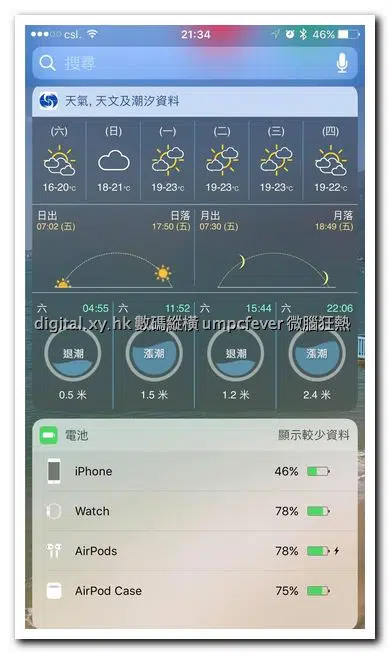 csl. 21:34 46%
搜尋
天氣, 天文及潮汐資料
(六) (日) (一) (二) (三) (四)
16-20℃ 18-21℃ 19-23℃ 19-23℃ 19-23℃ 19-22℃
日出 日落 月出 月落
07:02 (五) 17:50 (五) 07:30 (五) 18:49 (五)
六 04:55 六 11:52 六 15:44 六 22:06
digital.xy.hk 數碼縱橫 umpcfever 微腦狂熱
退潮 漲潮 退潮 漲潮
0.5 米 1.5 米 1.2 米 2.4 米
電池 顯示較少資料
iPhone 46%
Watch 78%
AirPods 78%
AirPod Case 75%